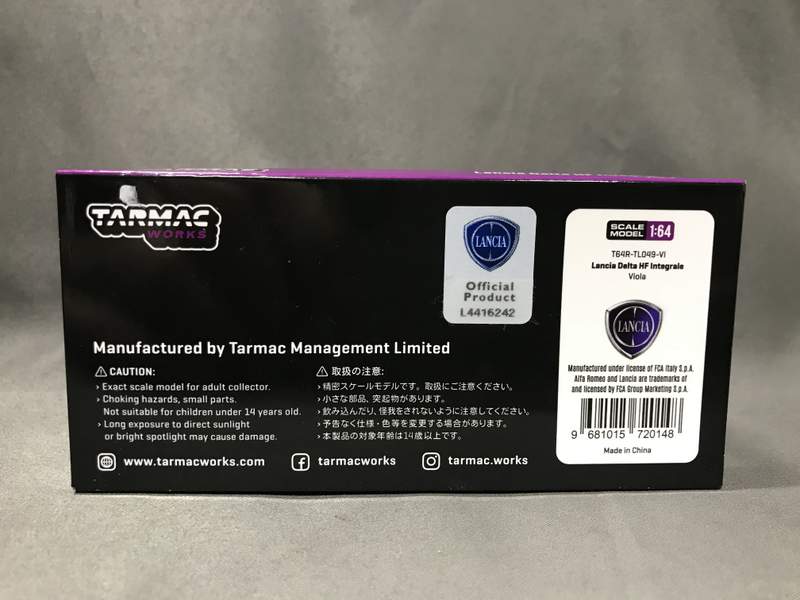 TARMAC
WORKS
LANCIA
Official
Product
L4416242
SCALE
MODEL 1:64
T64R-TL049-VI
Lancia Delta HF Integrale
Viola
LANCIA
Manufactured under license of FCA Italy S.p.A.
Alfa Romeo and Lancia are trademarks of
and licensed by FCA Group Marketing S.p.A.
9 681015 720148
Made in China
Manufactured by Tarmac Management Limited
⚠ CAUTION:
› Exact scale model for adult collector.
› Choking hazards, small parts.
Not suitable for children under 14 years old.
› Long exposure to direct sunlight
or bright spotlight may cause damage.
⚠ 取扱の注意:
› 精密スケールモデルです。取扱にご注意ください。
› 小さな部品、突起物があります。
› 飲み込んだり、怪我をされないように注意してください。
› 予告なく仕様・色等を変更する場合があります。
› 本製品の対象年齢は14歳以上です。
www.tarmacworks.com
tarmacworks
tarmac.works